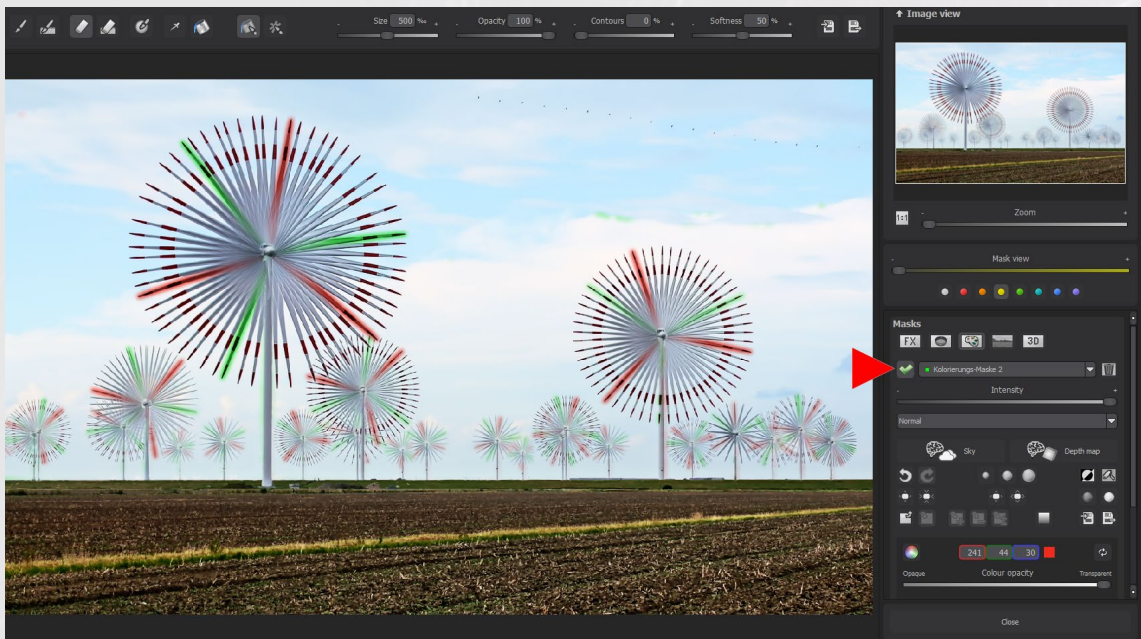 Size 500 ‰
Opacity 100 %
Contours 0 %
Softness 50 %
Image view
1:1
Zoom
Mask view
Masks
FX
3D
Kolorierungs-Maske 2
Intensity
Normal
Sky
Depth map
241 44 30
Opaque Colour opacity Transparent
Close